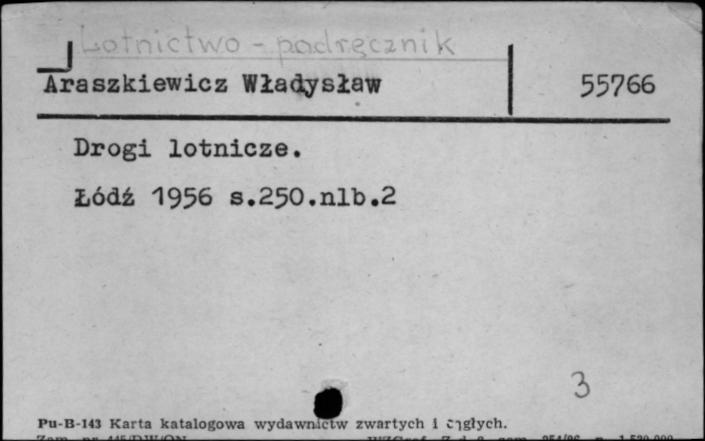 Lotnictwo - podręcznik
Araszkiewicz Władysław 55766
Drogi lotnicze.
Łódź 1956 s.250.nlb.2
3
Pu-B-143 Karta katalogowa wydawnictw zwartych i ciągłych.